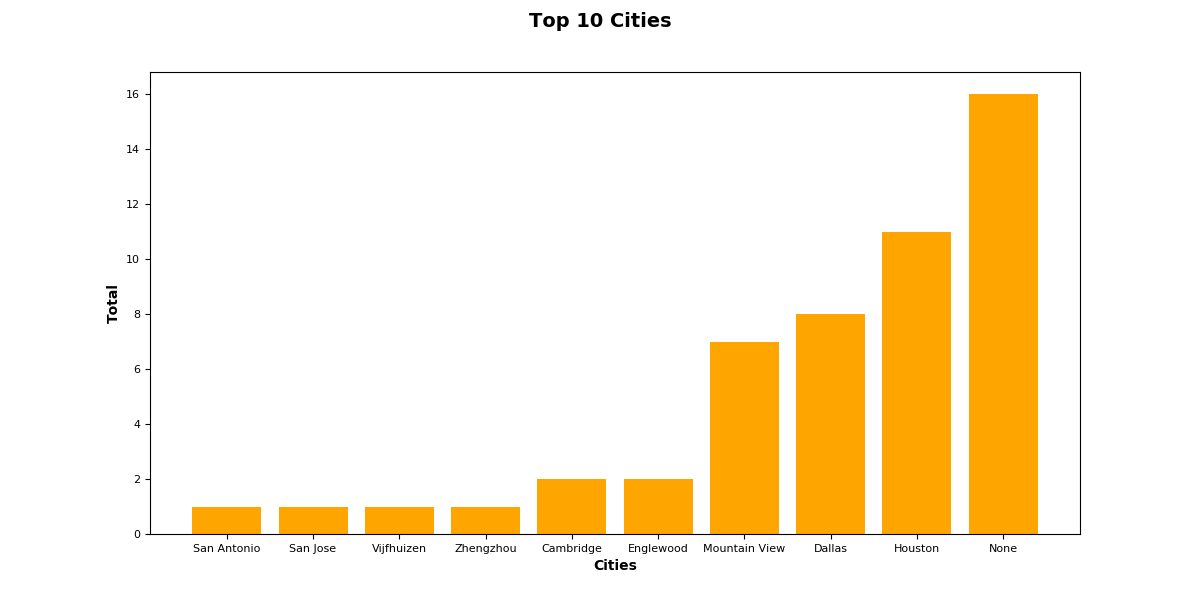 Top 10 Cities
Total
16
14
12
10
8
6
4
2
0
San Antonio San Jose Vijfhuizen Zhengzhou Cambridge Englewood Mountain View Dallas Houston None
Cities